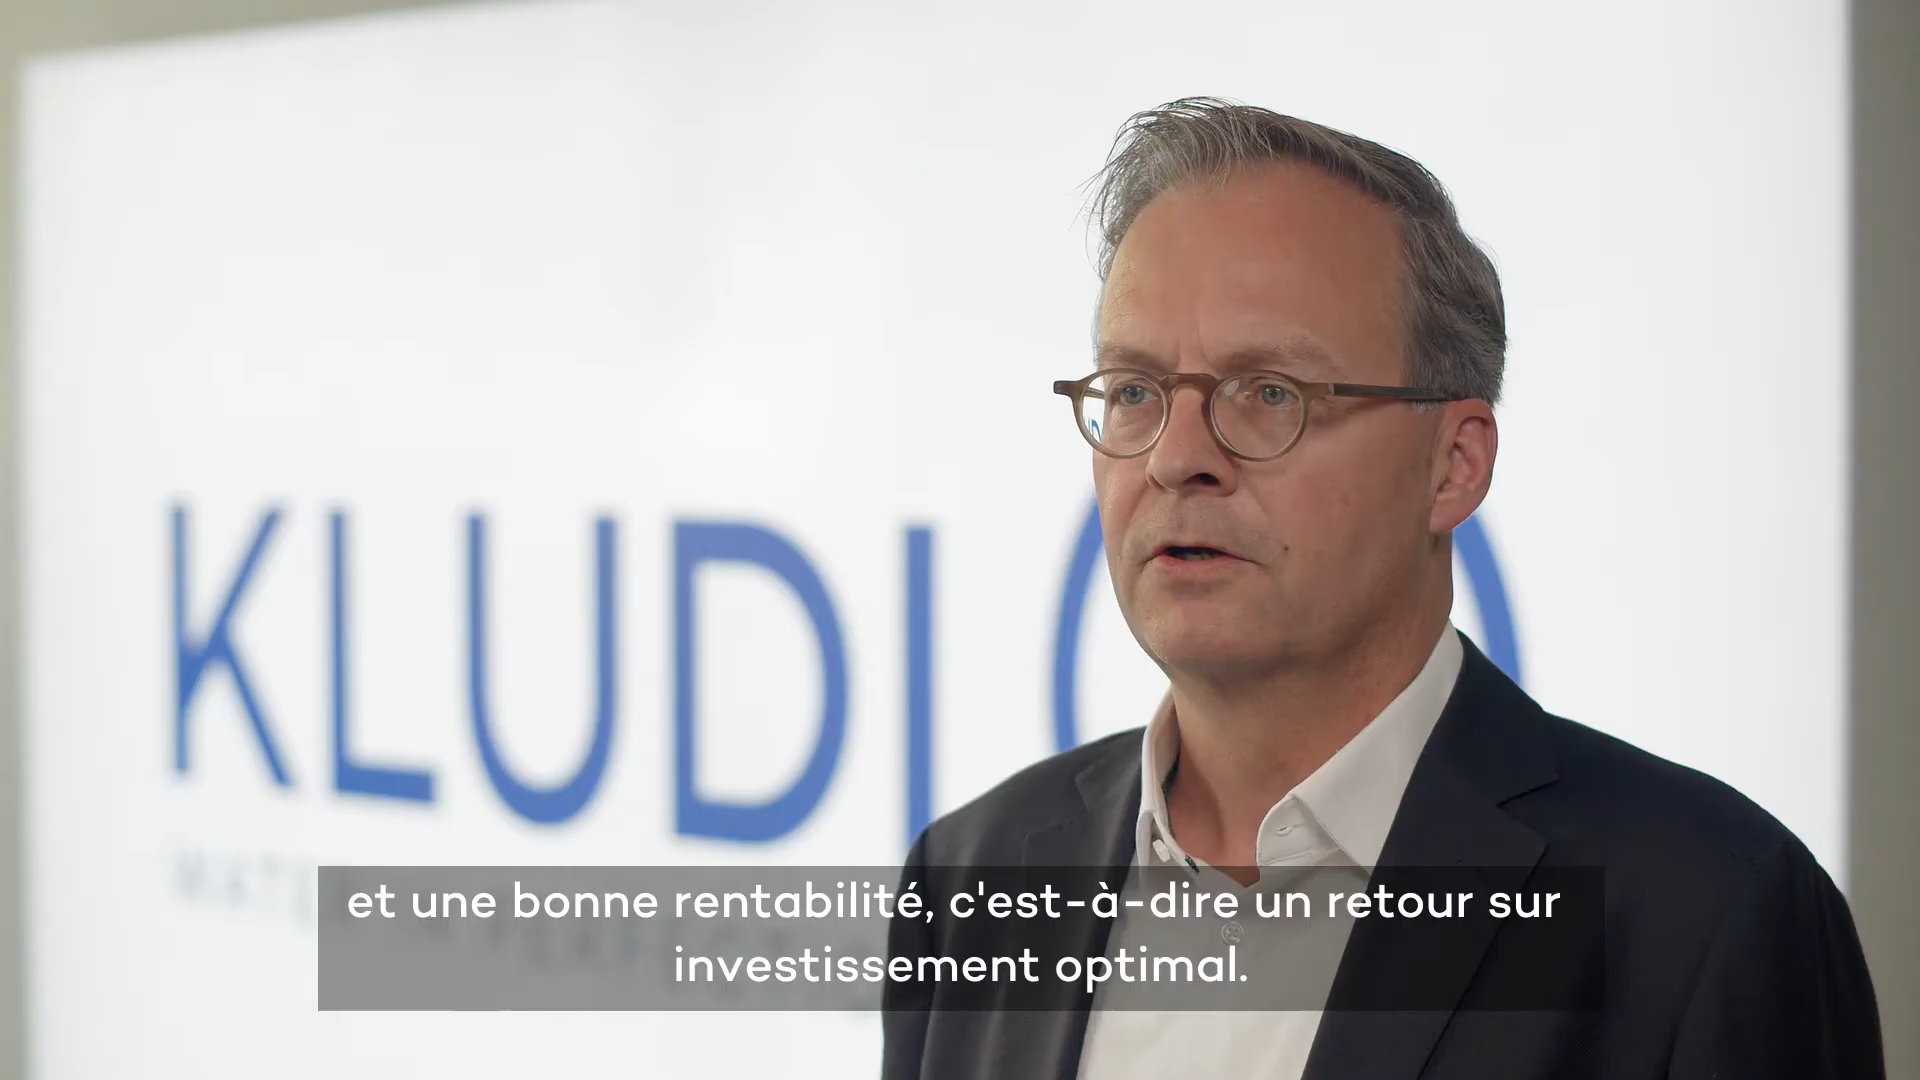 KLUDI
et une bonne rentabilité, c'est-à-dire un retour sur
investissement optimal.